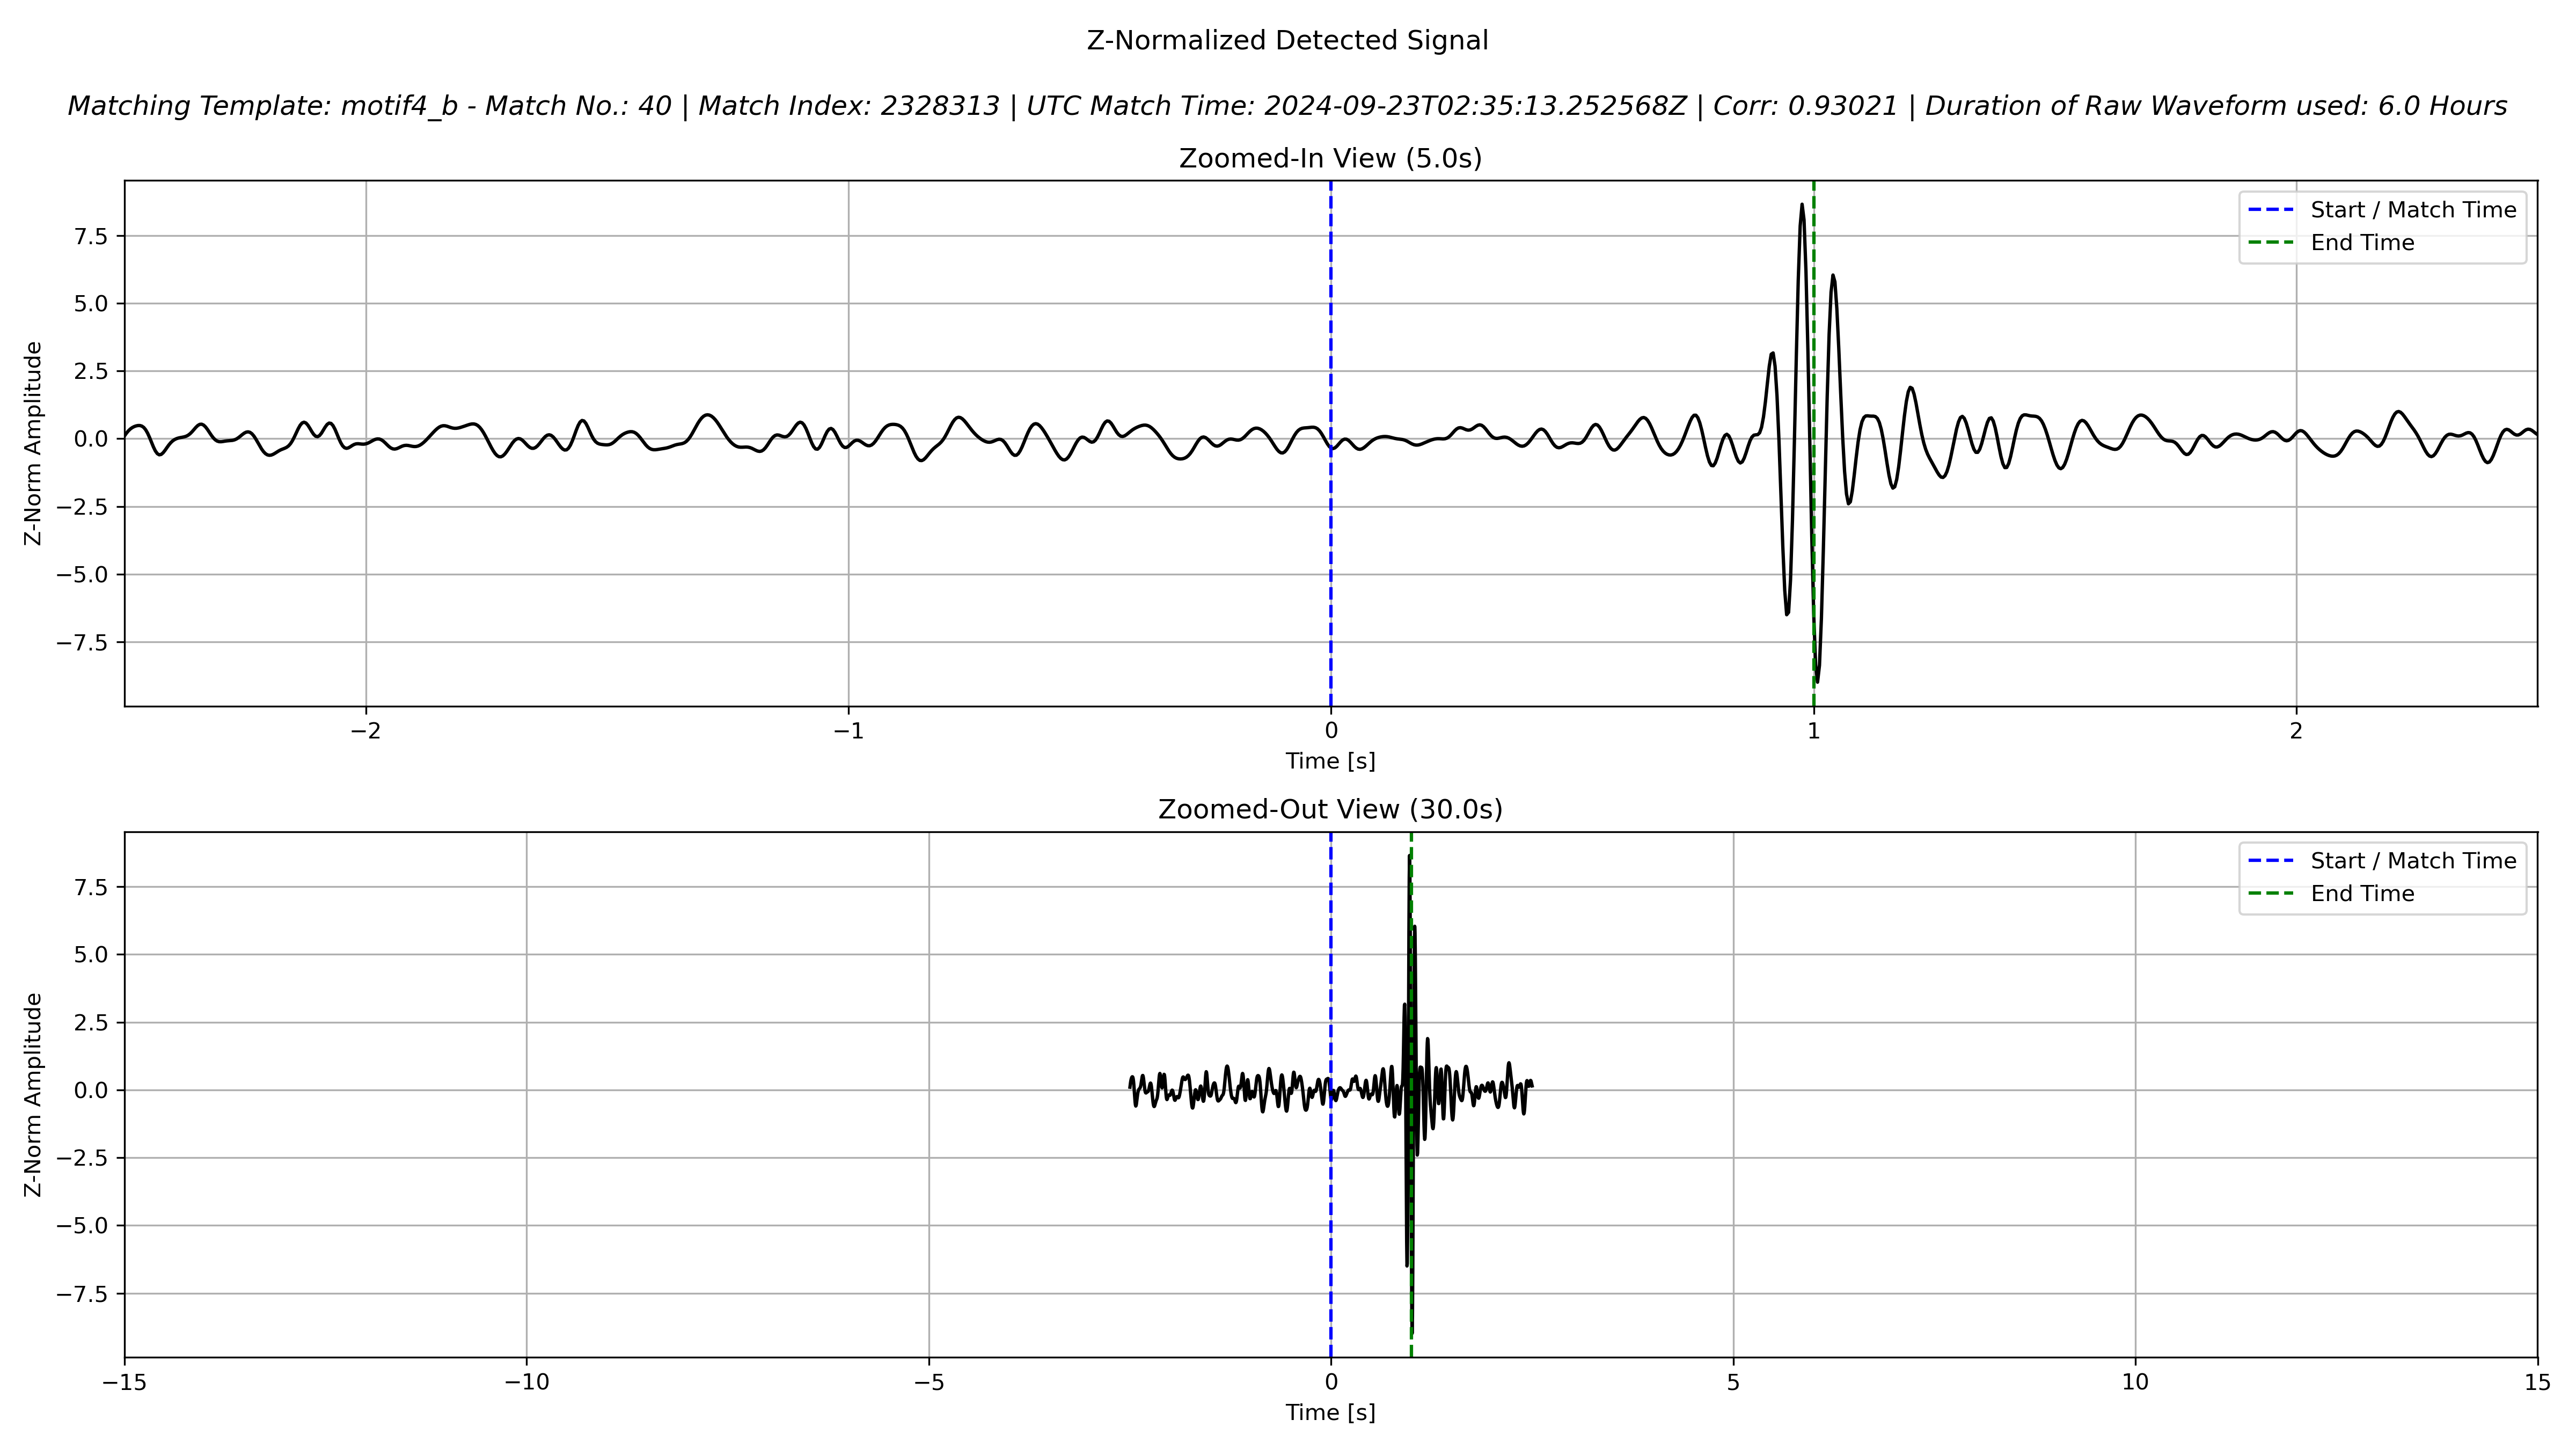 Z-Normalized Detected Signal
Matching Template: motif4_b - Match No.: 40 | Match Index: 2328313 | UTC Match Time: 2024-09-23T02:35:13.252568Z | Corr: 0.93021 | Duration of Raw Waveform used: 6.0 Hours
Zoomed-In View (5.0s)
Start / Match Time
End Time
7.5
5.0
2.5
0.0
−2.5
−5.0
−7.5
Z-Norm Amplitude
−2
−1
0
1
2
Time [s]
Zoomed-Out View (30.0s)
Start / Match Time
End Time
7.5
5.0
2.5
0.0
−2.5
−5.0
−7.5
Z-Norm Amplitude
−15
−10
−5
0
5
10
15
Time [s]